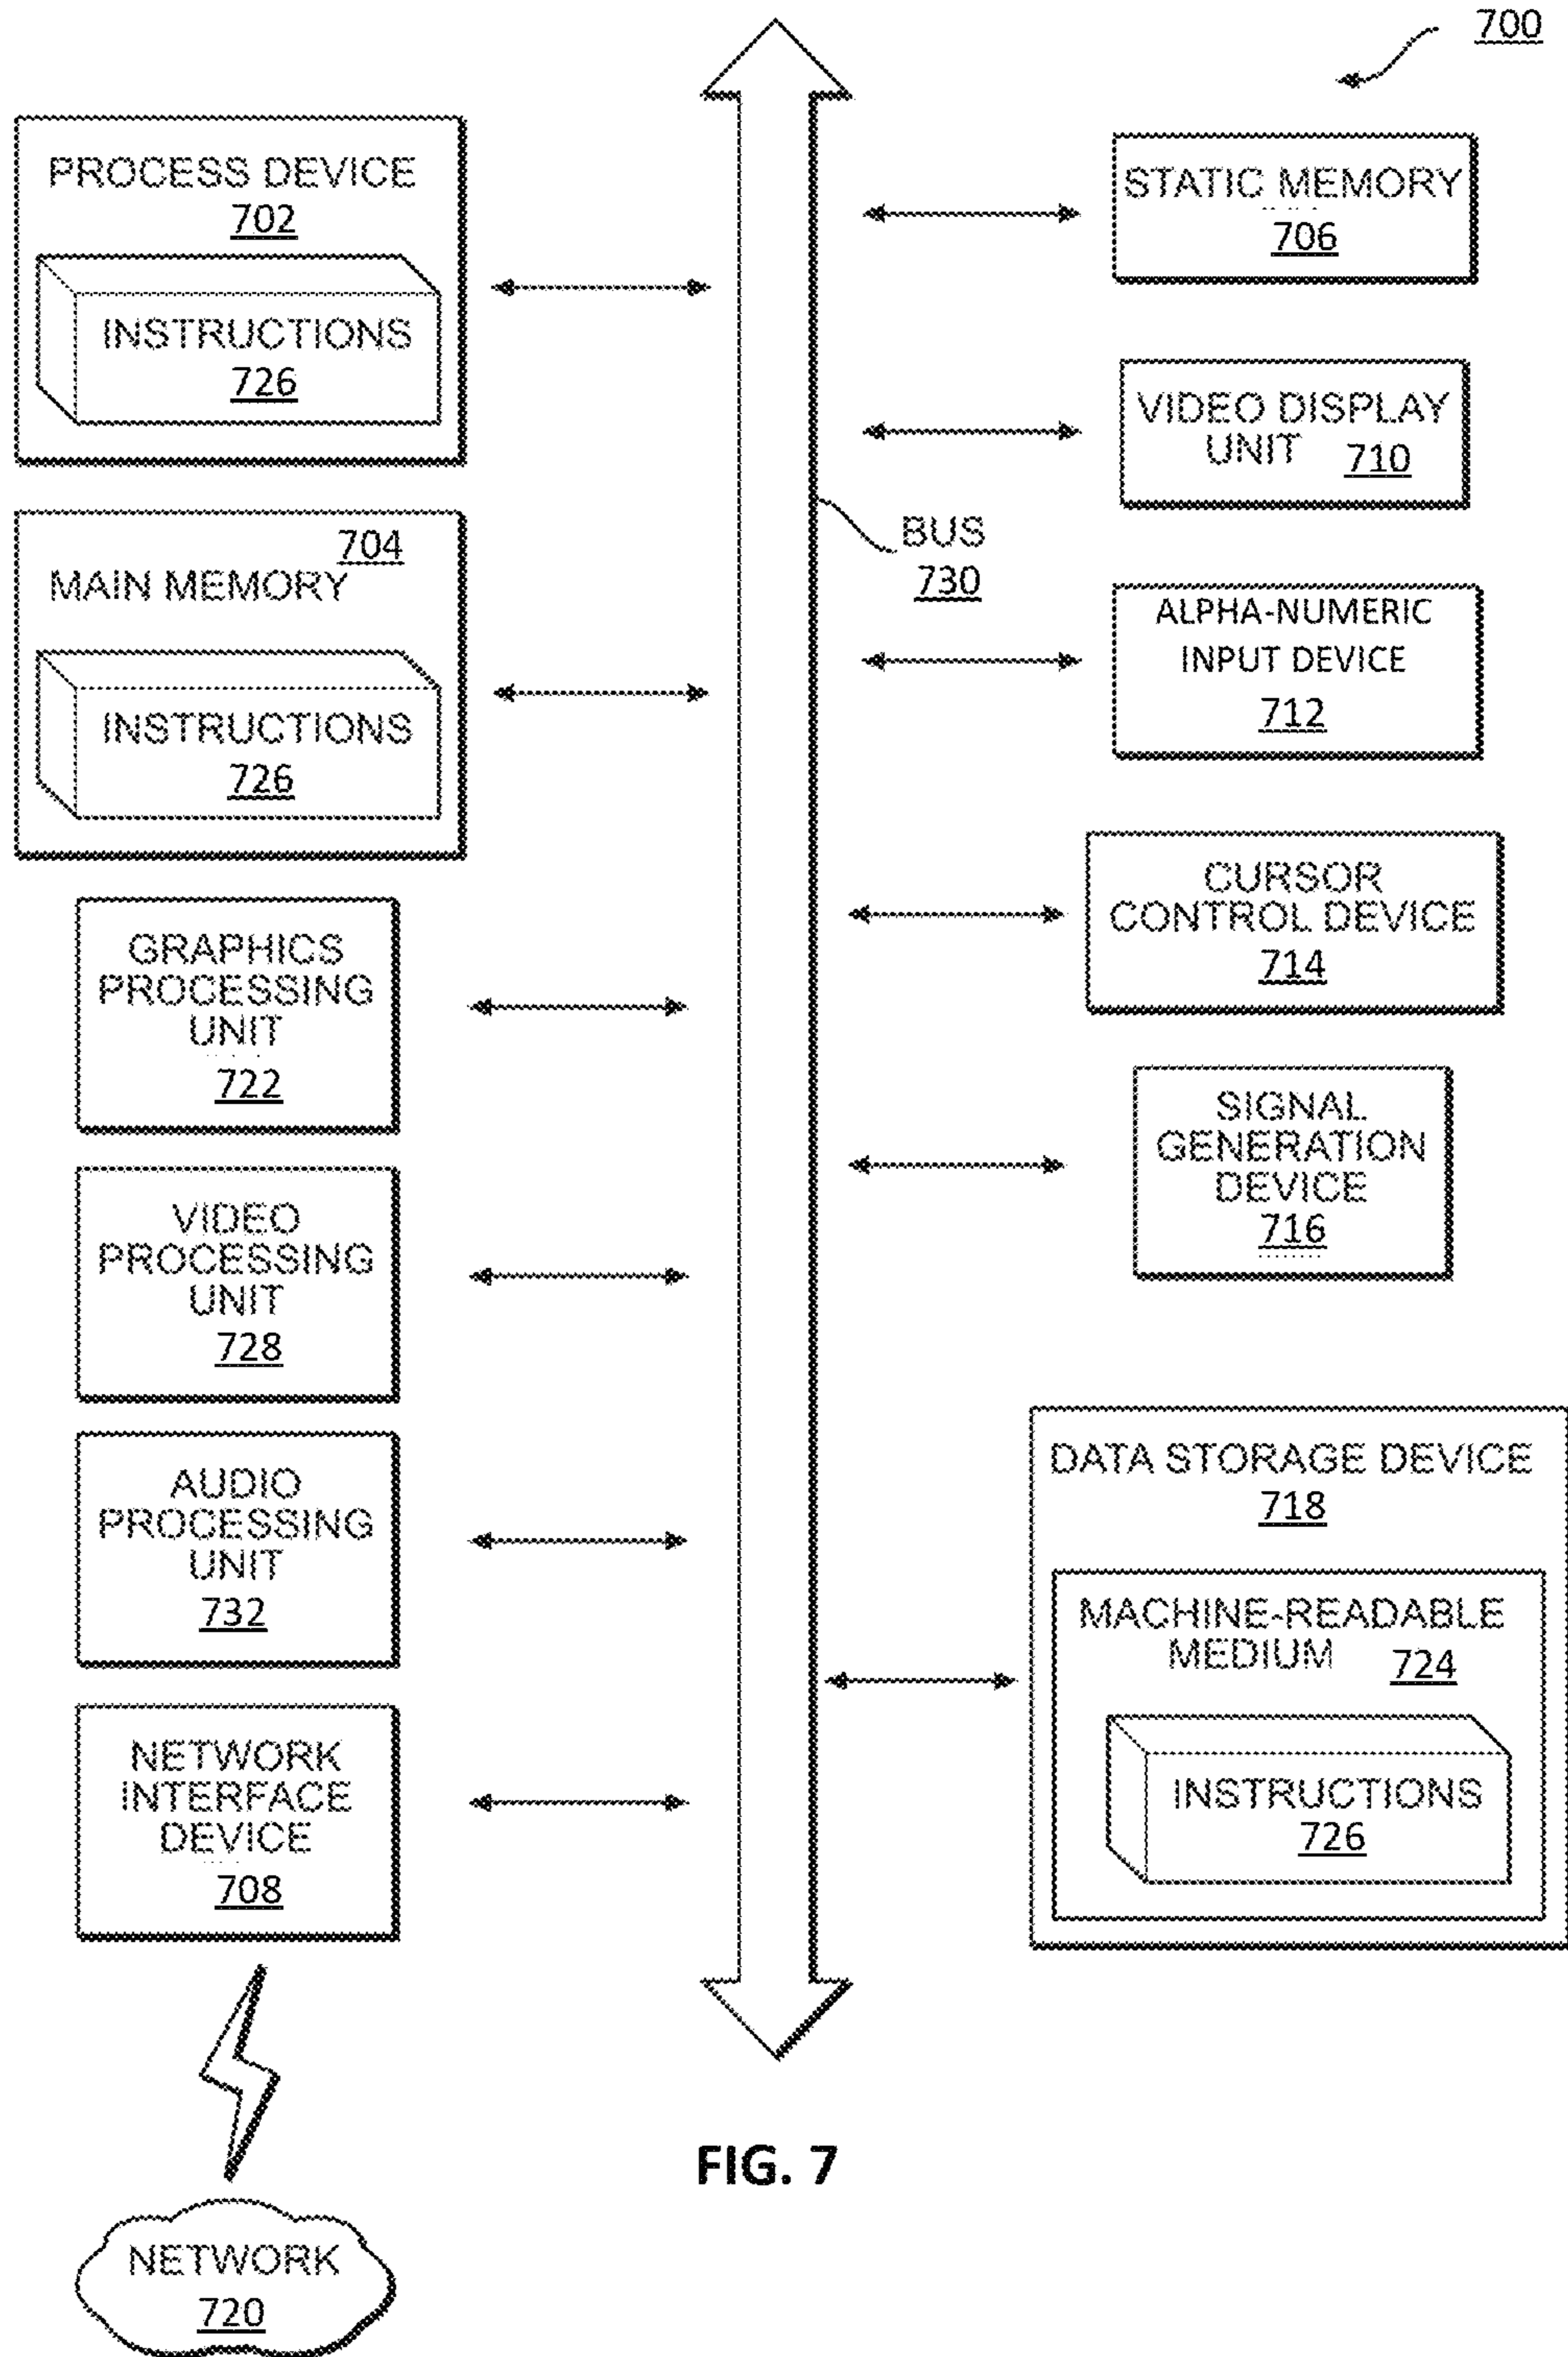 700
PROCESS DEVICE
702
INSTRUCTIONS
726
704
MAIN MEMORY
INSTRUCTIONS
726
GRAPHICS
PROCESSING
UNIT
722
VIDEO
PROCESSING
UNIT
728
AUDIO
PROCESSING
UNIT
732
NETWORK
INTERFACE
DEVICE
708
NETWORK
720
BUS
730
STATIC MEMORY
706
VIDEO DISPLAY
UNIT 710
ALPHA-NUMERIC
INPUT DEVICE
712
CURSOR
CONTROL DEVICE
714
SIGNAL
GENERATION
DEVICE
716
DATA STORAGE DEVICE
718
MACHINE-READABLE
MEDIUM 724
INSTRUCTIONS
726
FIG. 7